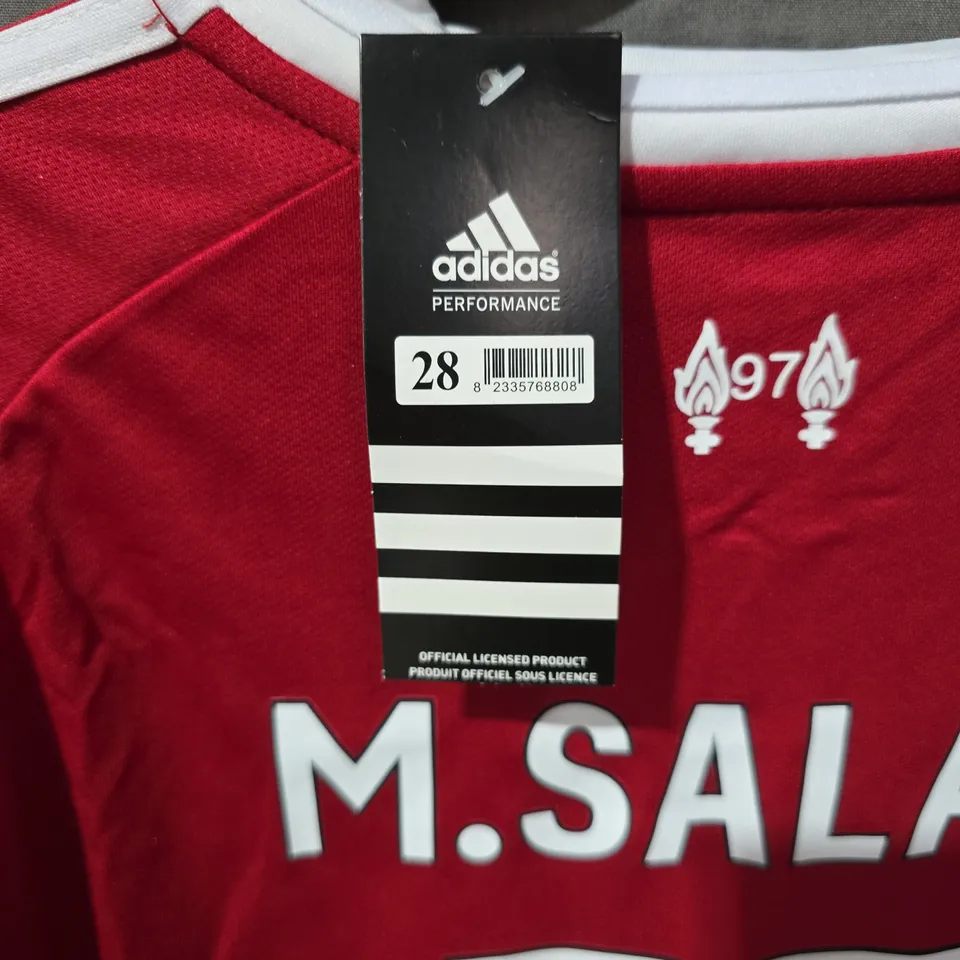 adidas®
PERFORMANCE
28
8 2335768808
97
OFFICIAL LICENSED PRODUCT
PRODUIT OFFICIEL SOUS LICENCE
M.SALA